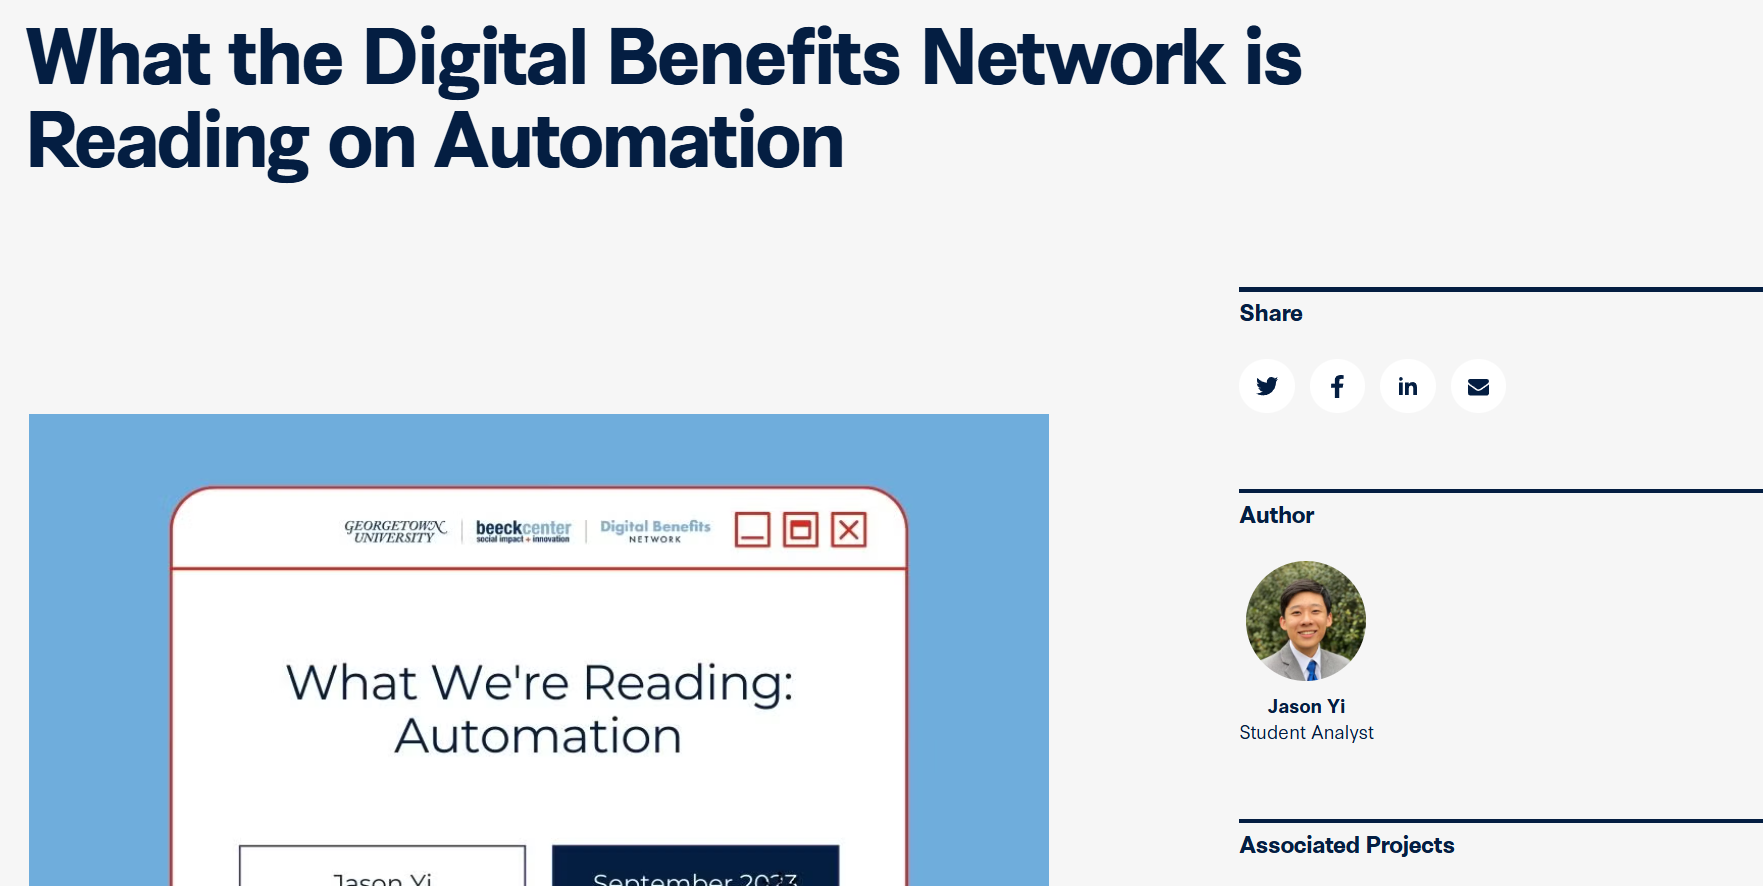 What the Digital Benefits Network is
Reading on Automation
Share
Author
Jason Yi
Student Analyst
Associated Projects
GEORGETOWN
UNIVERSITY
beeckcenter
social impact + innovation
Digital Benefits
NETWORK
What We're Reading:
Automation
Jason Yi
September 2023